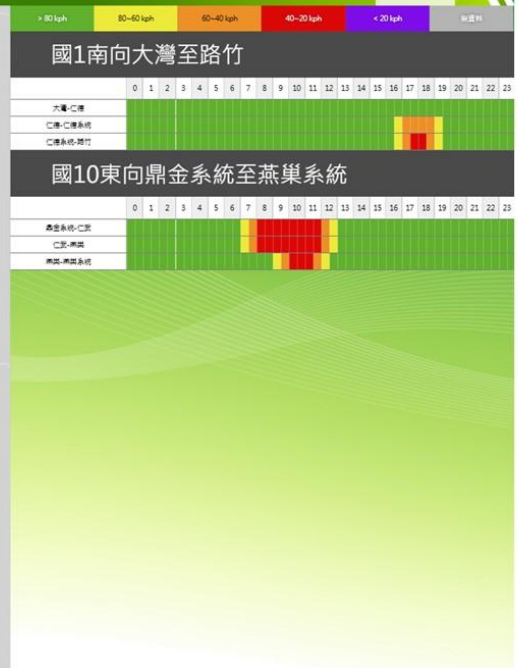 > 80 kph 80~60 kph 60~40 kph 40~20 kph < 20 kph 無資料
國1南向大灣至路竹
0 1 2 3 4 5 6 7 8 9 10 11 12 13 14 15 16 17 18 19 20 21 22 23
大灣-仁德
仁德-仁德系統
仁德系統-路竹
國10東向鼎金系統至燕巢系統
0 1 2 3 4 5 6 7 8 9 10 11 12 13 14 15 16 17 18 19 20 21 22 23
鼎金系統-仁武
仁武-燕巢
燕巢-燕巢系統